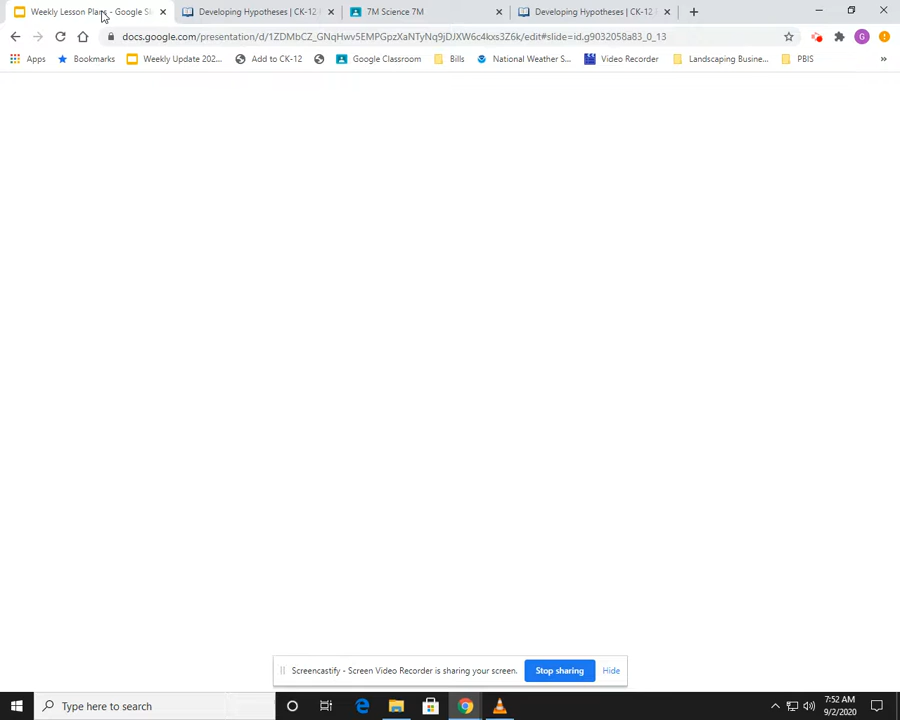 Weekly Lesson Plans - Google Sl
Developing Hypotheses | CK-12
7M Science 7M
Developing Hypotheses | CK-12
docs.google.com/presentation/d/1ZDMbCZ_GNqHwv5EMPGpzXaNTyNq9jDJXW6c4kxs3Z6k/edit#slide=id.g9032058a83_0_13
G
Apps
Bookmarks
Weekly Update 202...
Add to CK-12
Google Classroom
Bills
National Weather S...
Video Recorder
Landscaping Busine...
PBIS
»
Screencastify - Screen Video Recorder is sharing your screen.
Stop sharing
Hide
Type here to search
7:52 AM
9/2/2020